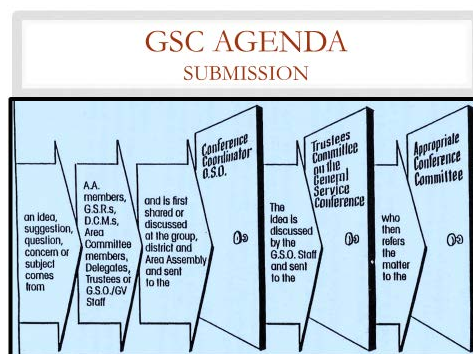 GSC AGENDA
SUBMISSION
an idea,
suggestion,
question,
concern or
subject
comes
from
A.A.
members,
G.S.R.s,
D.C.M.s,
Area
Committee
members,
Delegates,
Trustees or
G.S.O./GV
Staff
and is first
shared or
discussed
at the group,
district and
Area Assembly
and sent
to the
Conference
Coordinator
G.S.O.
The
idea is
discussed
by the
G.S.O. Staff
and sent
to the
Trustees
Committee
on the
General
Service
Conference
who
then
refers
the
matter
to the
Appropriate
Conference
Committee